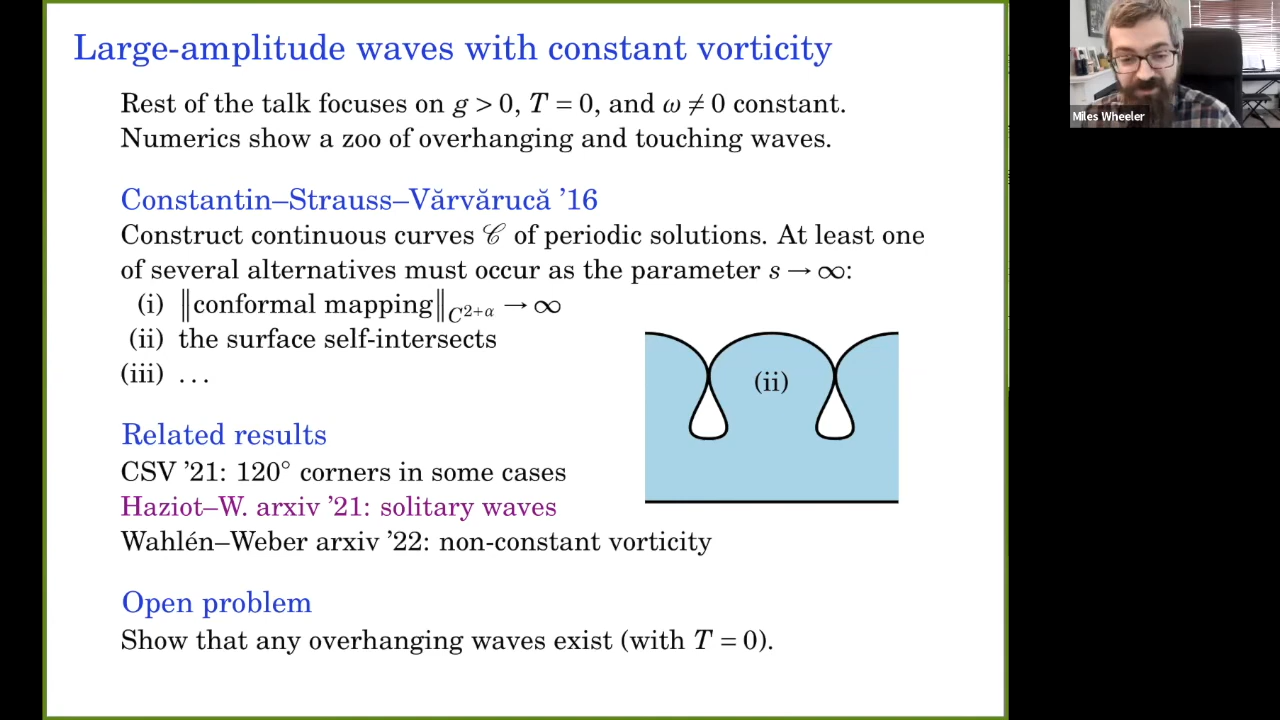 Large-amplitude waves with constant vorticity
Rest of the talk focuses on g > 0, T = 0, and ω ≠ 0 constant.
Numerics show a zoo of overhanging and touching waves.
Constantin–Strauss–Vărvărucă ’16
Construct continuous curves 𝒞 of periodic solutions. At least one
of several alternatives must occur as the parameter s → ∞:
(i) ‖conformal mapping‖_{C^{2+α}} → ∞
(ii) the surface self-intersects
(iii) ...
(ii)
Related results
CSV ’21: 120° corners in some cases
Haziot–W. arxiv ’21: solitary waves
Wahlén–Weber arxiv ’22: non-constant vorticity
Open problem
Show that any overhanging waves exist (with T = 0).
Miles Wheeler